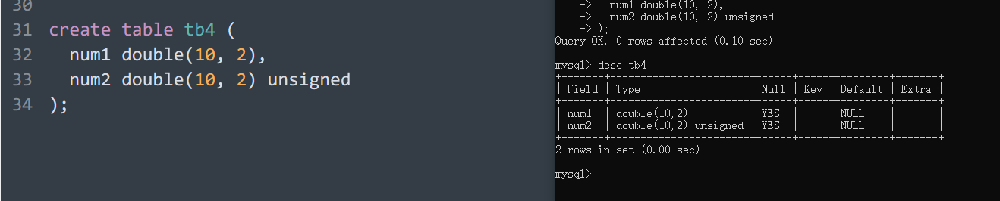 30
31 create table tb4 (
32   num1 double(10, 2),
33   num2 double(10, 2) unsigned
34 );
    ->   num1 double(10, 2),
    ->   num2 double(10, 2) unsigned
    -> );
Query OK, 0 rows affected (0.10 sec)
mysql> desc tb4;
+-------+-----------------------+------+-----+---------+-------+
| Field | Type                  | Null | Key | Default | Extra |
+-------+-----------------------+------+-----+---------+-------+
| num1  | double(10,2)          | YES  |     | NULL    |       |
| num2  | double(10,2) unsigned | YES  |     | NULL    |       |
+-------+-----------------------+------+-----+---------+-------+
2 rows in set (0.00 sec)
mysql>